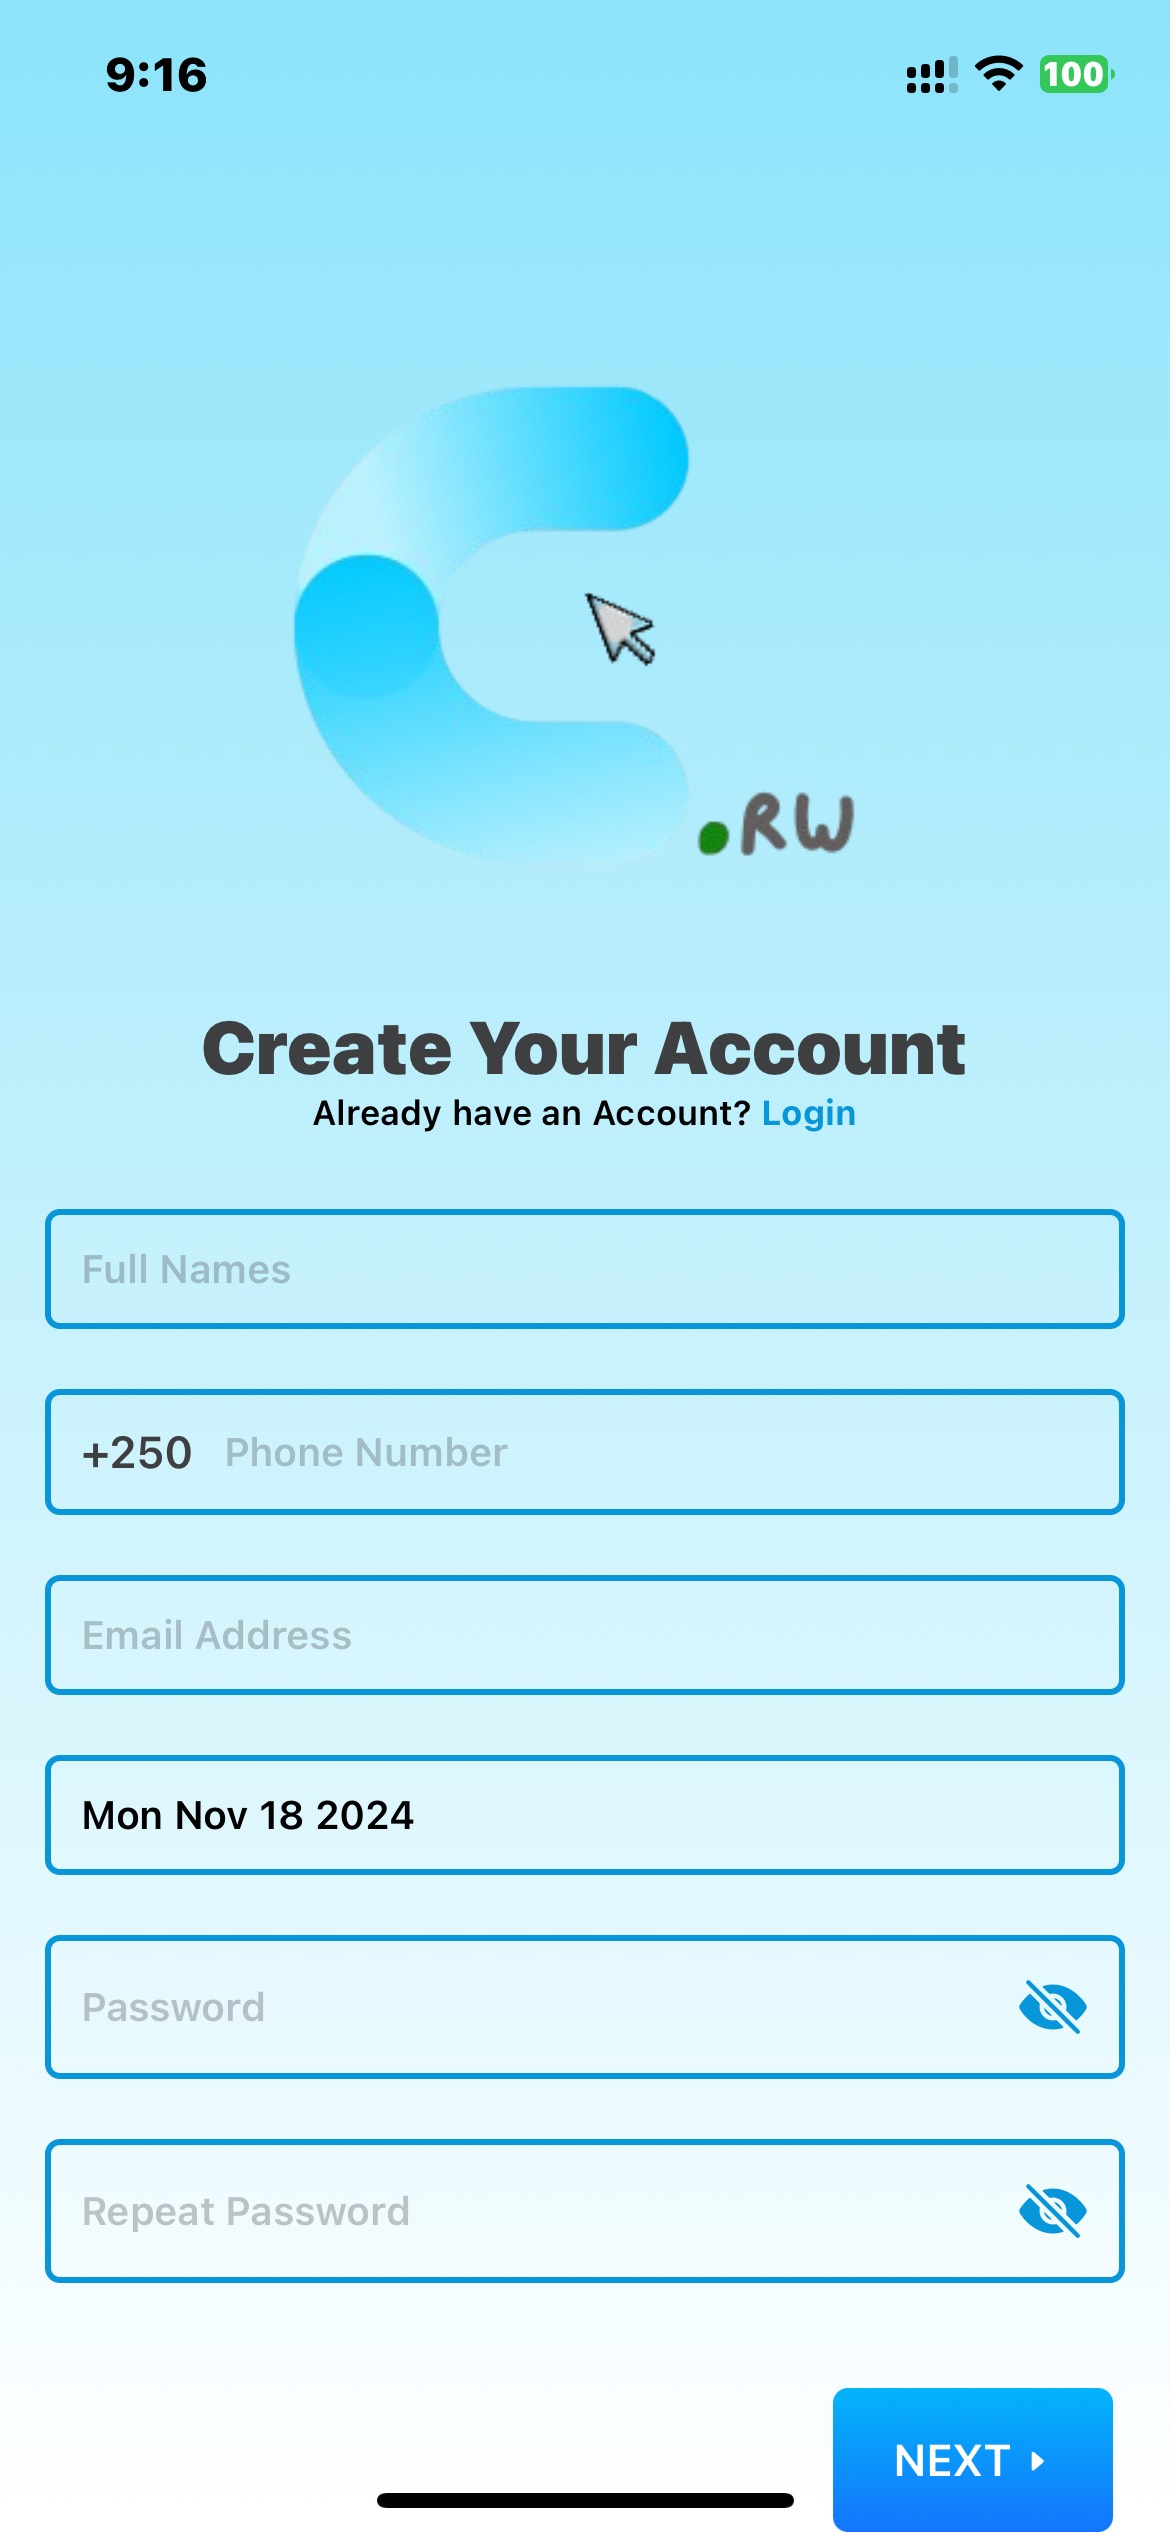 9:16
100
.RW
Create Your Account
Already have an Account? Login
Full Names
+250 Phone Number
Email Address
Mon Nov 18 2024
Password
Repeat Password
NEXT